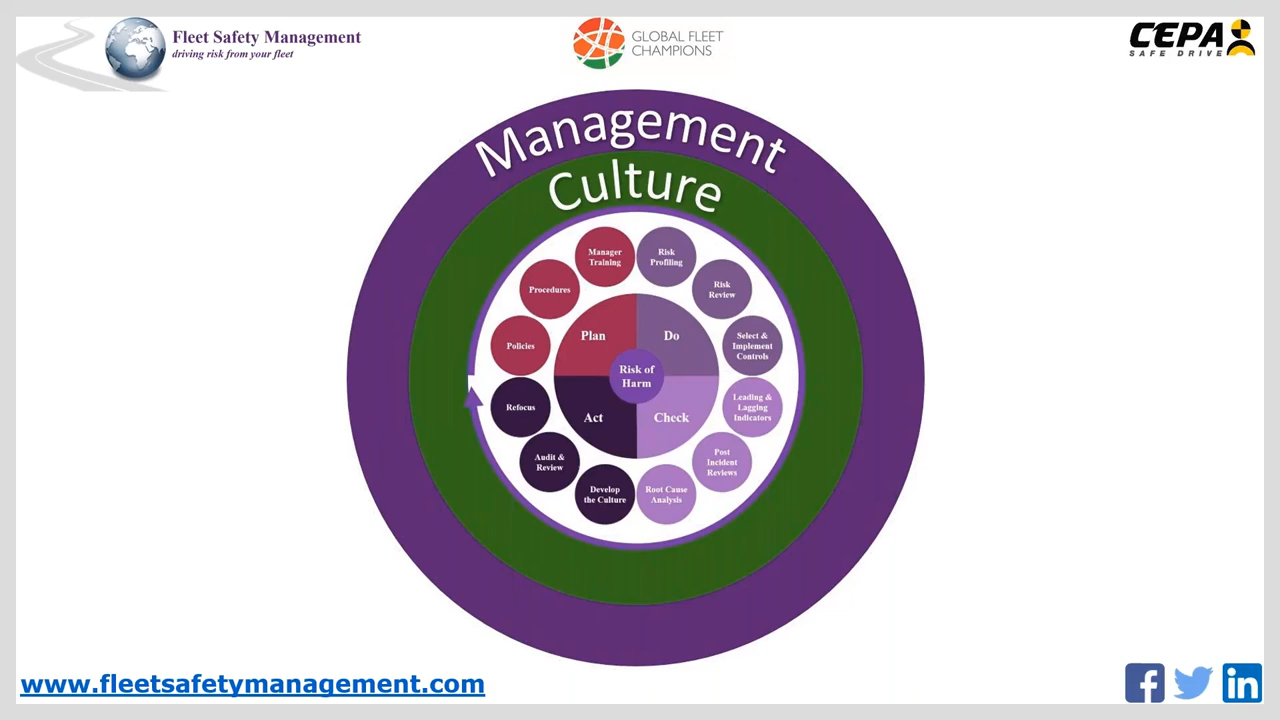 Fleet Safety Management
driving risk from your fleet
GLOBAL FLEET
CHAMPIONS
CEPA
SAFE DRIVE
Management
Culture
Manager
Training
Risk
Profiling
Procedures
Risk
Review
Policies
Plan
Do
Select &
Implement
Controls
Risk of
Harm
Refocus
Act
Check
Leading &
Lagging
Indicators
Audit &
Review
Post
Incident
Reviews
Develop
the Culture
Root Cause
Analysis
www.fleetsafetymanagement.com
f
in